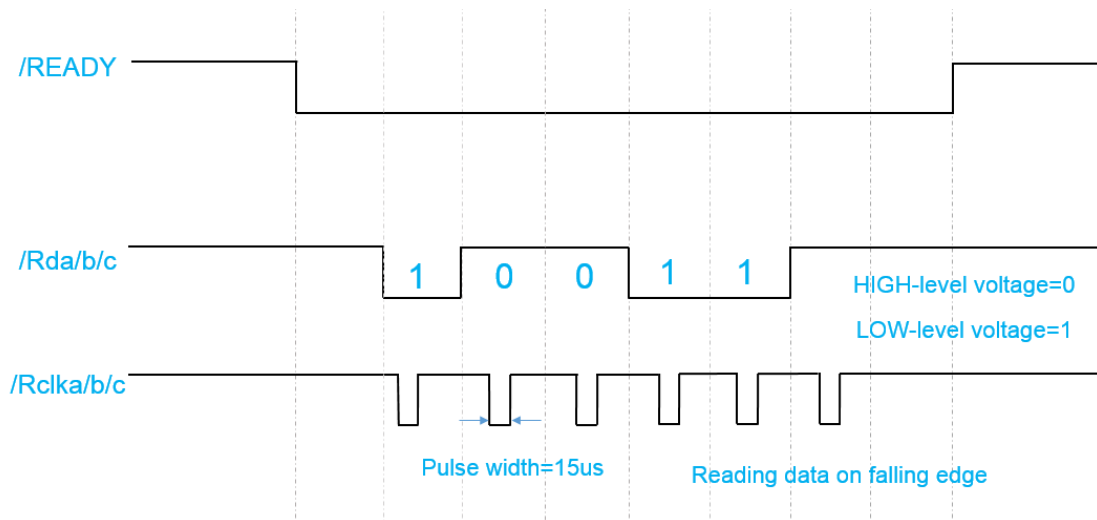 /READY
/Rda/b/c
1 0 0 1 1
HIGH-level voltage=0
LOW-level voltage=1
/Rclka/b/c
Pulse width=15us
Reading data on falling edge